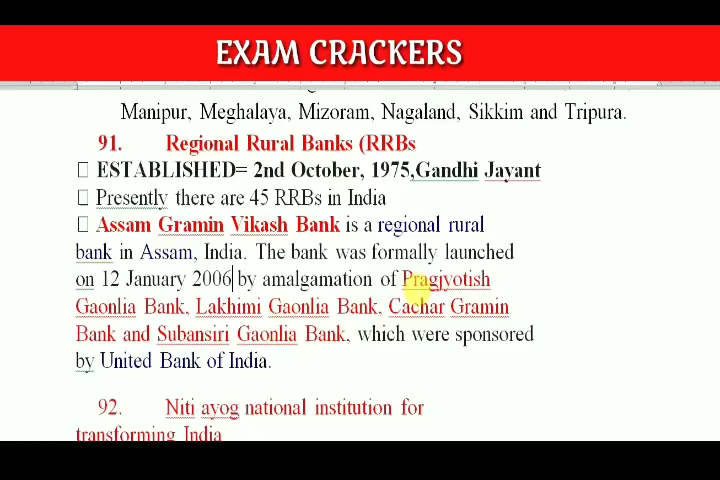 EXAM CRACKERS
Manipur, Meghalaya, Mizoram, Nagaland, Sikkim and Tripura.
91. Regional Rural Banks (RRBs
ESTABLISHED= 2nd October, 1975,Gandhi Jayant
Presently there are 45 RRBs in India
Assam Gramin Vikash Bank is a regional rural
bank in Assam, India. The bank was formally launched
on 12 January 2006 by amalgamation of Pragjyotish
Gaonlia Bank, Lakhimi Gaonlia Bank, Cachar Gramin
Bank and Subansiri Gaonlia Bank, which were sponsored
by United Bank of India.
92. Niti ayog national institution for
transforming India